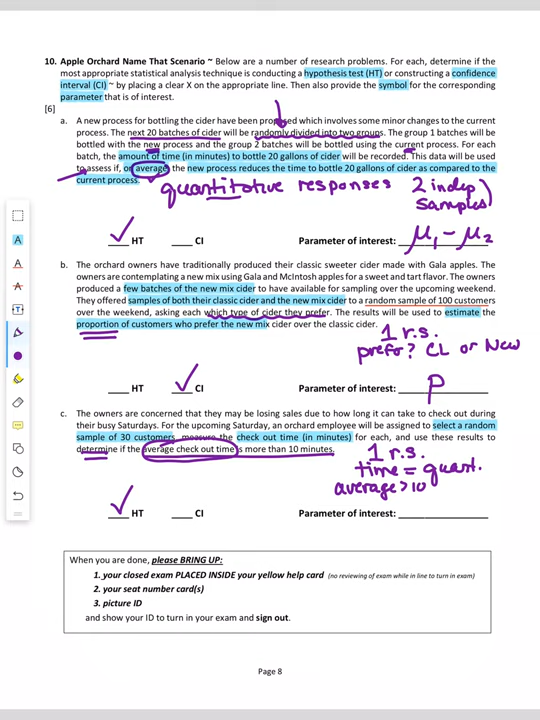 10. Apple Orchard Name That Scenario ~ Below are a number of research problems. For each, determine if the
most appropriate statistical analysis technique is conducting a hypothesis test (HT) or constructing a confidence
interval (CI) ~ by placing a clear X on the appropriate line. Then also provide the symbol for the corresponding
parameter that is of interest.
[6]
a. A new process for bottling the cider have been proposed which involves some minor changes to the current
process. The next 20 batches of cider will be randomly divided into two groups. The group 1 batches will be
bottled with the new process and the group 2 batches will be bottled using the current process. For each
batch, the amount of time (in minutes) to bottle 20 gallons of cider will be recorded. This data will be used
to assess if, on average, the new process reduces the time to bottle 20 gallons of cider as compared to the
current process.
quantitative responses
2 indep
samples
✓ HT ___ CI Parameter of interest: μ₁ - μ₂
b. The orchard owners have traditionally produced their classic sweeter cider made with Gala apples. The
owners are contemplating a new mix using Gala and McIntosh apples for a sweet and tart flavor. The owners
produced a few batches of the new mix cider to have available for sampling over the upcoming weekend.
They offered samples of both their classic cider and the new mix cider to a random sample of 100 customers
over the weekend, asking each which type of cider they prefer. The results will be used to estimate the
proportion of customers who prefer the new mix cider over the classic cider.
1 r.s.
prefer? CL or New
___ HT ✓ CI Parameter of interest: p
c. The owners are concerned that they may be losing sales due to how long it can take to check out during
their busy Saturdays. For the upcoming Saturday, an orchard employee will be assigned to select a random
sample of 30 customers, measure the check out time (in minutes) for each, and use these results to
determine if the average check out time is more than 10 minutes.
1 r.s.
time = quant.
average > 10
✓ HT ___ CI Parameter of interest: ___
When you are done, please BRING UP:
1. your closed exam PLACED INSIDE your yellow help card (no reviewing of exam while in line to turn in exam)
2. your seat number card(s)
3. picture ID
and show your ID to turn in your exam and sign out.
Page 8